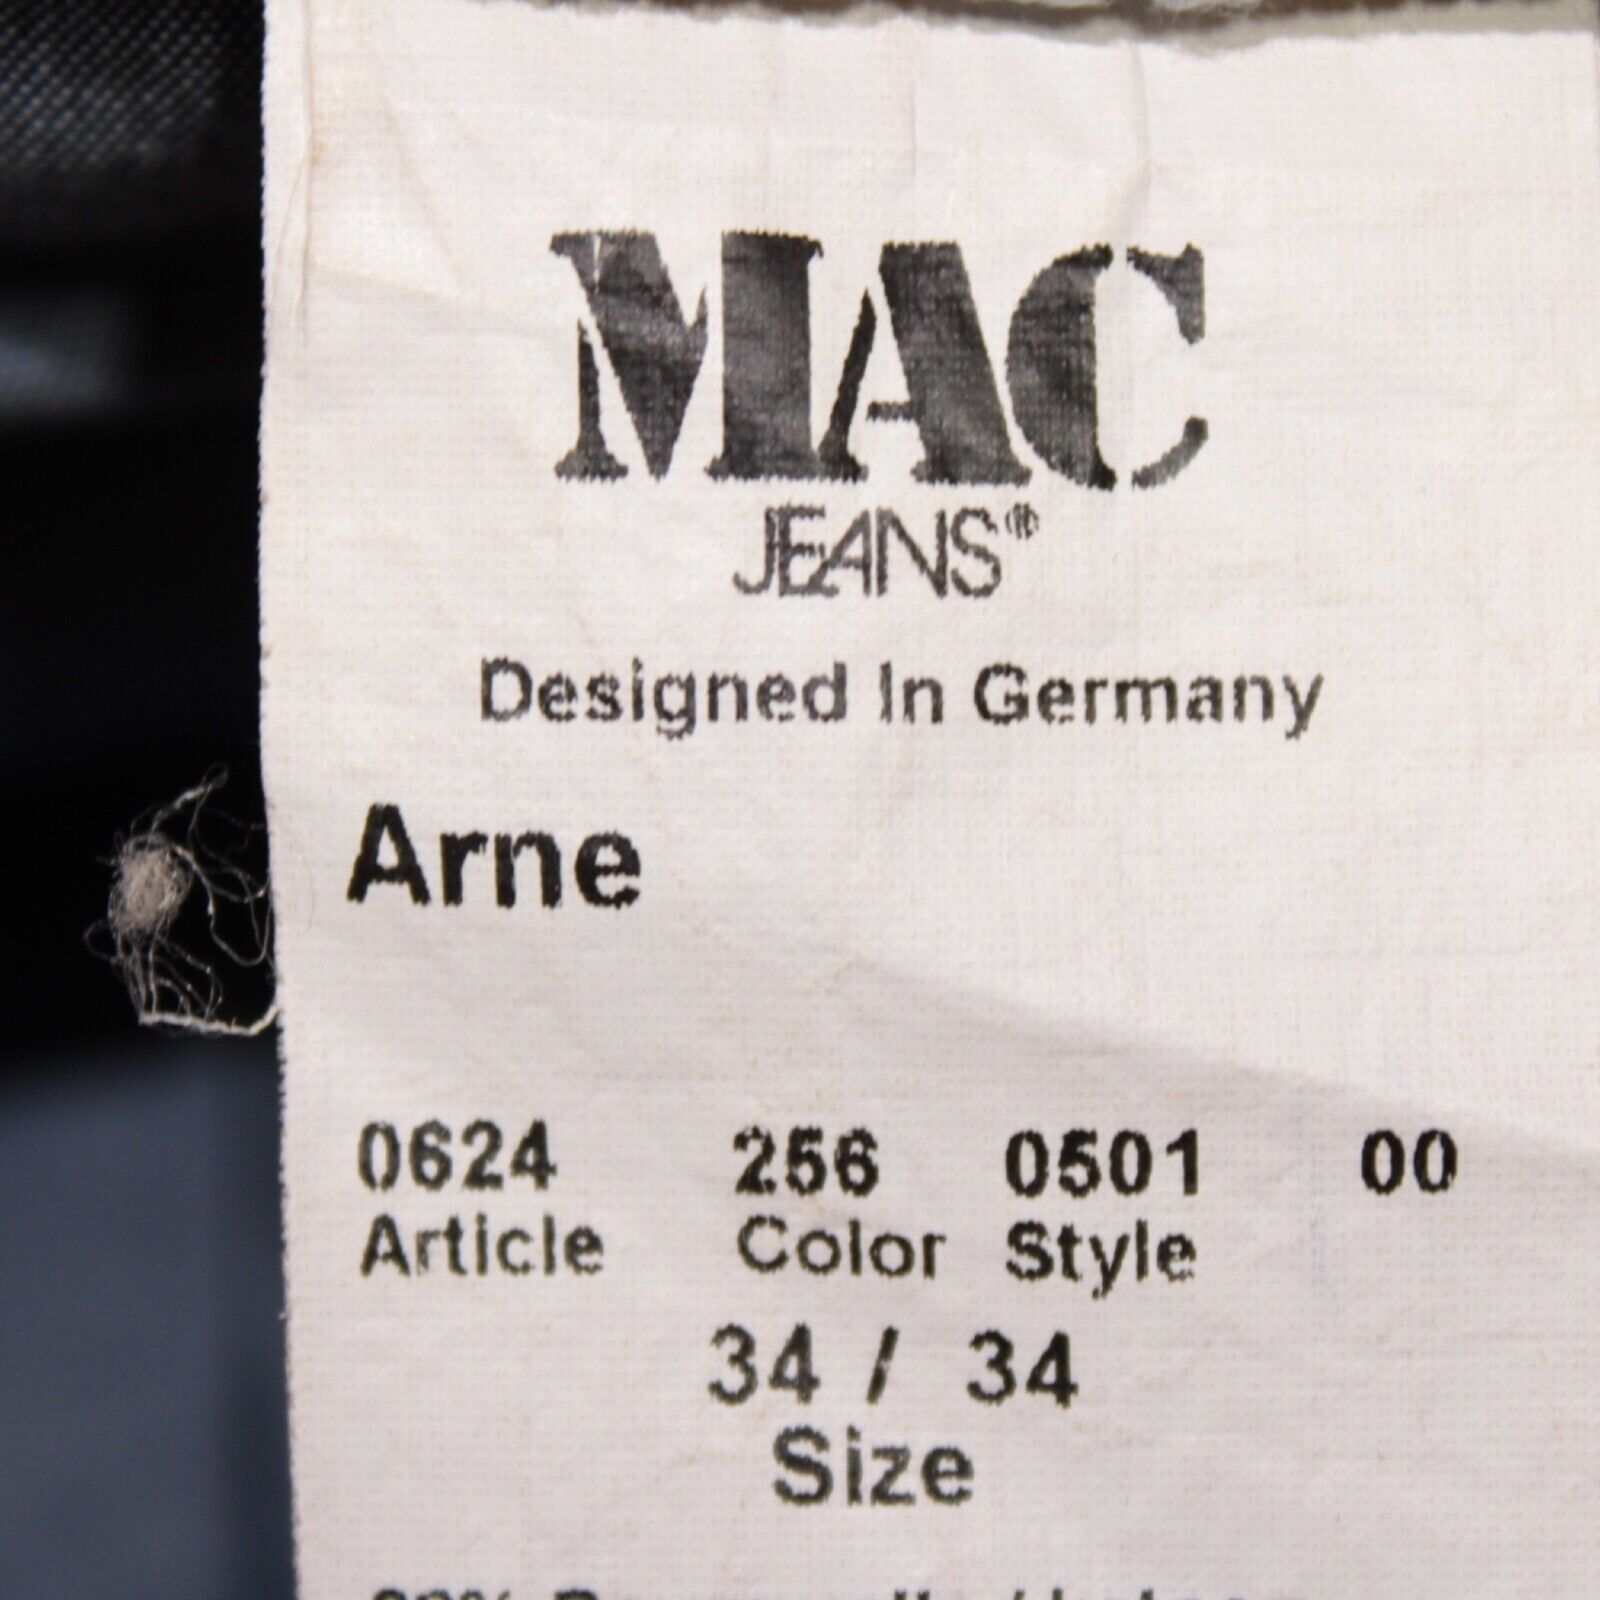 MAC
JEANS®
Designed In Germany
Arne
0624 256 0501 00
Article Color Style
34 / 34
Size